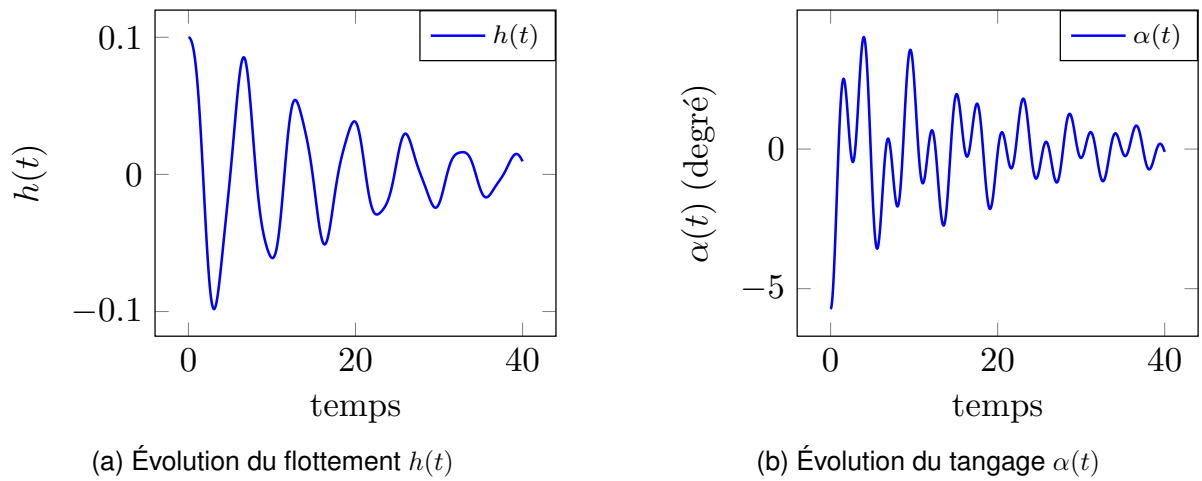 h(t)
0.1
0
−0.1
h(t)
0
20
40
temps
(a) Évolution du flottement h(t)
α(t)
0
−5
α(t) (degré)
0
20
40
temps
(b) Évolution du tangage α(t)